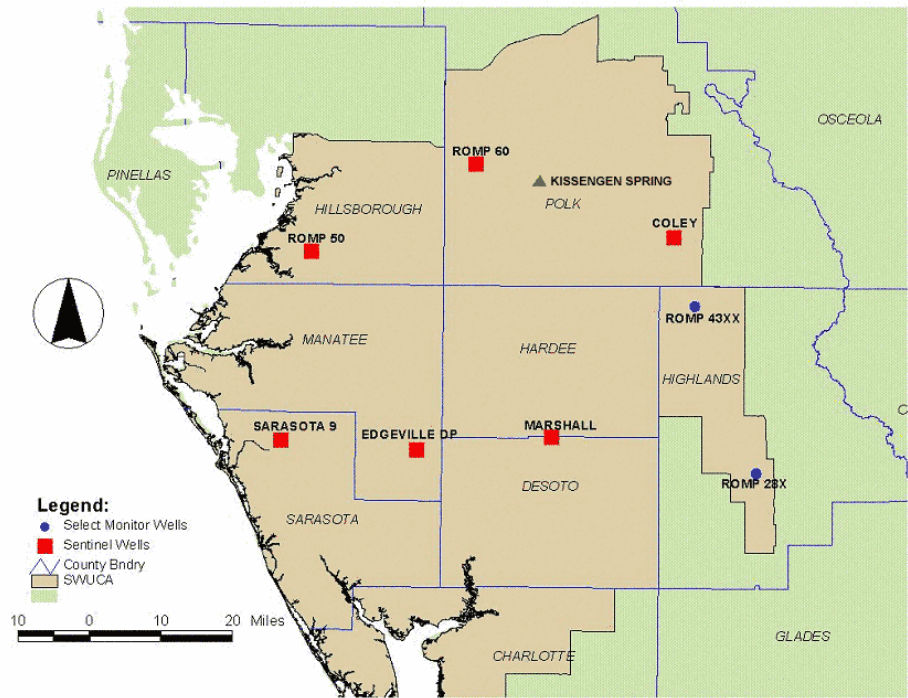 OSCEOLA
ROMP 60
PINELLAS
KISSENGEN SPRING
POLK
HILLSBOROUGH
COLEY
ROMP 50
ROMP 43XX
MANATEE
HARDEE
HIGHLANDS
C
SARASOTA 9
EDGEVILLE DP
MARSHALL
ROMP 28X
DESOTO
Legend:
Select Monitor Wells
SARASOTA
Sentinel Wells
County Bndry
SWUCA
10 0 10 20 Miles
GLADES
CHARLOTTE